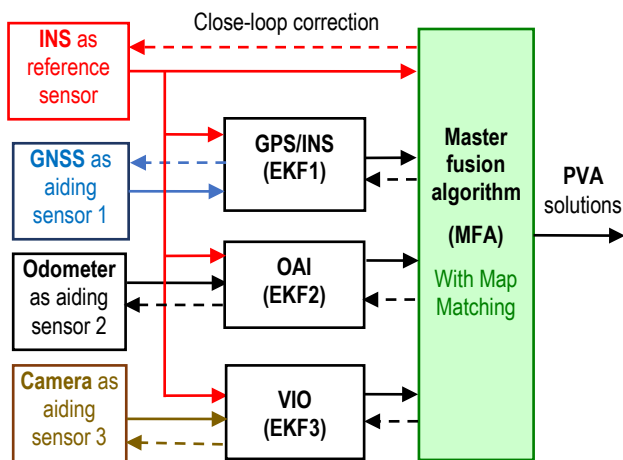 Close-loop correction
INS as
reference
sensor
GNSS as
aiding
sensor 1
Odometer
as aiding
sensor 2
Camera as
aiding
sensor 3
GPS/INS
(EKF1)
OAI
(EKF2)
VIO
(EKF3)
Master
fusion
algorithm
(MFA)
With Map
Matching
PVA
solutions